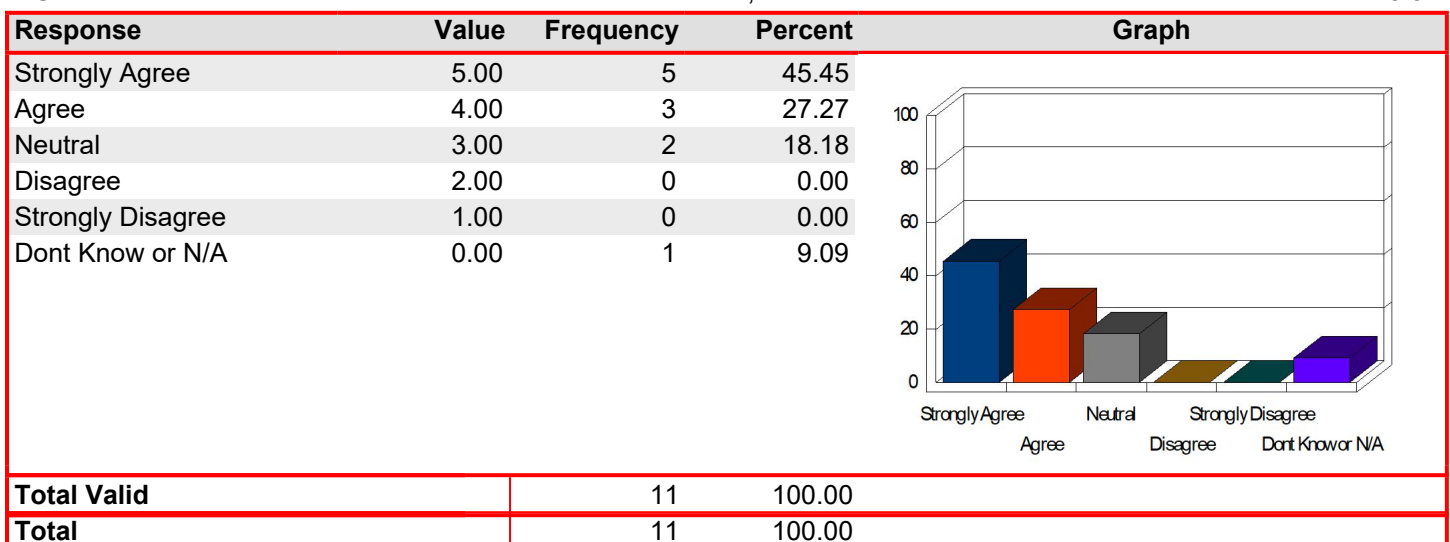 Response Value Frequency Percent Graph
Strongly Agree 5.00 5 45.45
Agree 4.00 3 27.27
Neutral 3.00 2 18.18
Disagree 2.00 0 0.00
Strongly Disagree 1.00 0 0.00
Dont Know or N/A 0.00 1 9.09
100
80
60
40
20
0
Strongly Agree Neutral Strongly Disagree
Agree Disagree Dont Know or N/A
Total Valid 11 100.00
Total 11 100.00